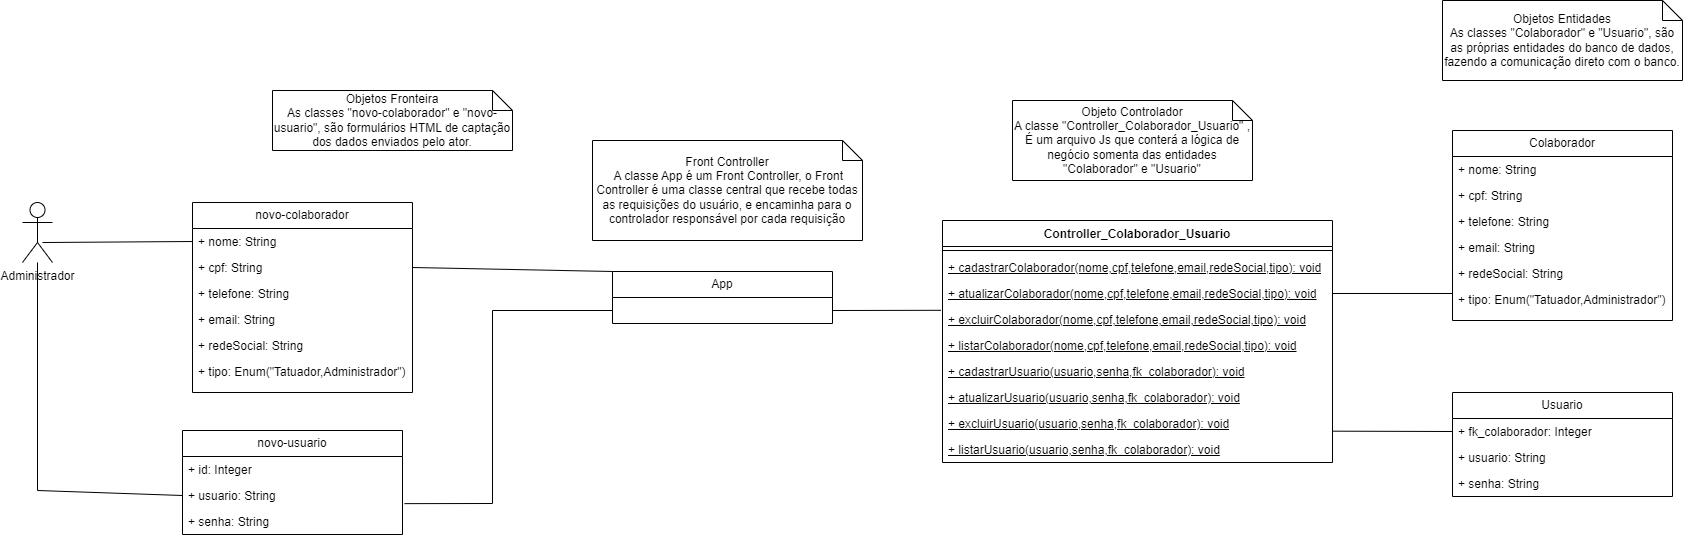 Objetos Entidades
As classes "Colaborador" e "Usuario", são
as próprias entidades do banco de dados,
fazendo a comunicação direto com o banco.
Objetos Fronteira
As classes "novo-colaborador" e "novo-
usuario", são formulários HTML de captação
dos dados enviados pelo ator.
Objeto Controlador
A classe "Controller_Colaborador_Usuario" ,
É um arquivo Js que conterá a lógica de
negócio somenta das entidades
"Colaborador" e "Usuario"
Front Controller
A classe App é um Front Controller, o Front
Controller é uma classe central que recebe todas
as requisições do usuário, e encaminha para o
controlador responsável por cada requisição
Administrador
novo-colaborador
+ nome: String
+ cpf: String
+ telefone: String
+ email: String
+ redeSocial: String
+ tipo: Enum("Tatuador,Administrador")
novo-usuario
+ id: Integer
+ usuario: String
+ senha: String
App
Controller_Colaborador_Usuario
+ cadastrarColaborador(nome,cpf,telefone,email,redeSocial,tipo): void
+ atualizarColaborador(nome,cpf,telefone,email,redeSocial,tipo): void
+ excluirColaborador(nome,cpf,telefone,email,redeSocial,tipo): void
+ listarColaborador(nome,cpf,telefone,email,redeSocial,tipo): void
+ cadastrarUsuario(usuario,senha,fk_colaborador): void
+ atualizarUsuario(usuario,senha,fk_colaborador): void
+ excluirUsuario(usuario,senha,fk_colaborador): void
+ listarUsuario(usuario,senha,fk_colaborador): void
Colaborador
+ nome: String
+ cpf: String
+ telefone: String
+ email: String
+ redeSocial: String
+ tipo: Enum("Tatuador,Administrador")
Usuario
+ fk_colaborador: Integer
+ usuario: String
+ senha: String